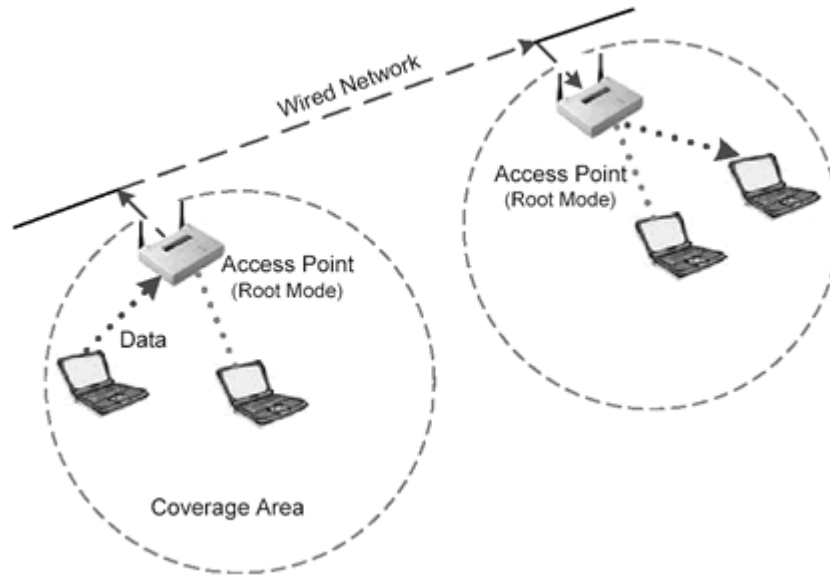 Wired Network
Access Point
(Root Mode)
Access Point
(Root Mode)
Data
Coverage Area